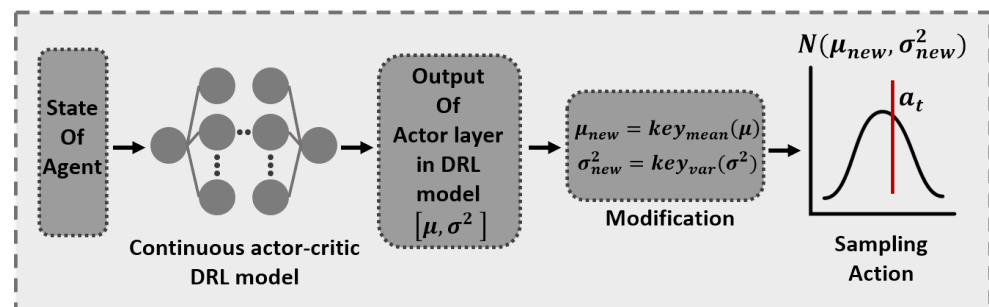 State
Of
Agent
Continuous actor-critic
DRL model
Output
Of
Actor layer
in DRL
model
[μ, σ² ]
μ_new = key_mean(μ)
σ²_new = key_var(σ²)
Modification
N(μ_new, σ²_new)
a_t
Sampling
Action